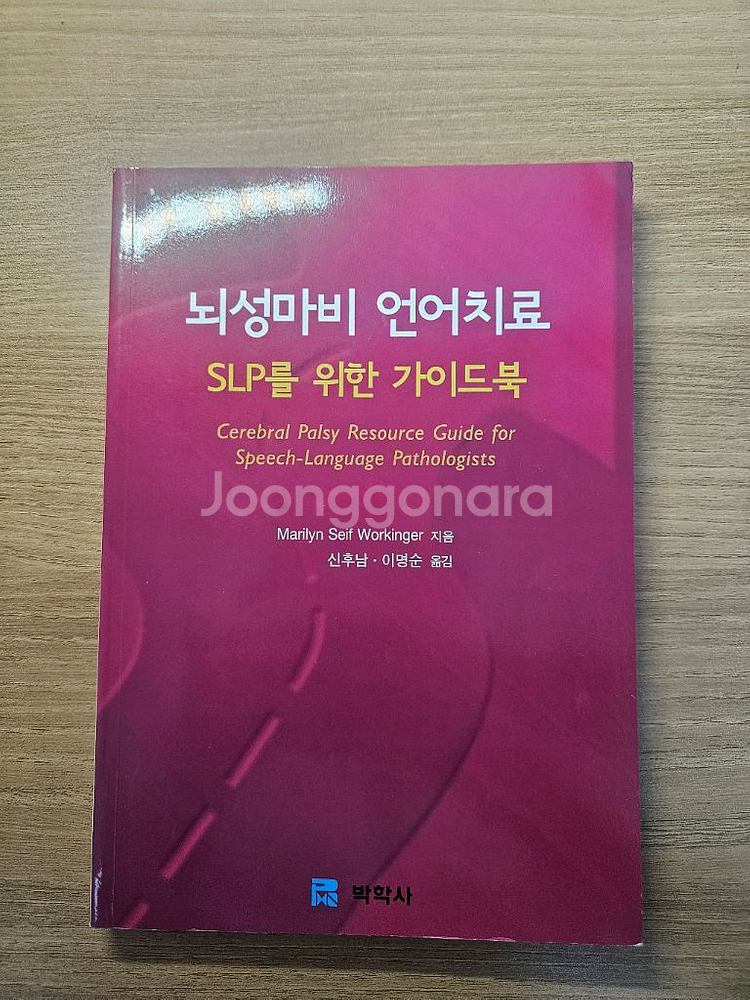 뇌성마비 언어치료
SLP를 위한 가이드북
Cerebral Palsy Resource Guide for
Speech-Language Pathologists
Joonggonara
Marilyn Seif Workinger 지음
신후남 · 이명순 옮김
박학사